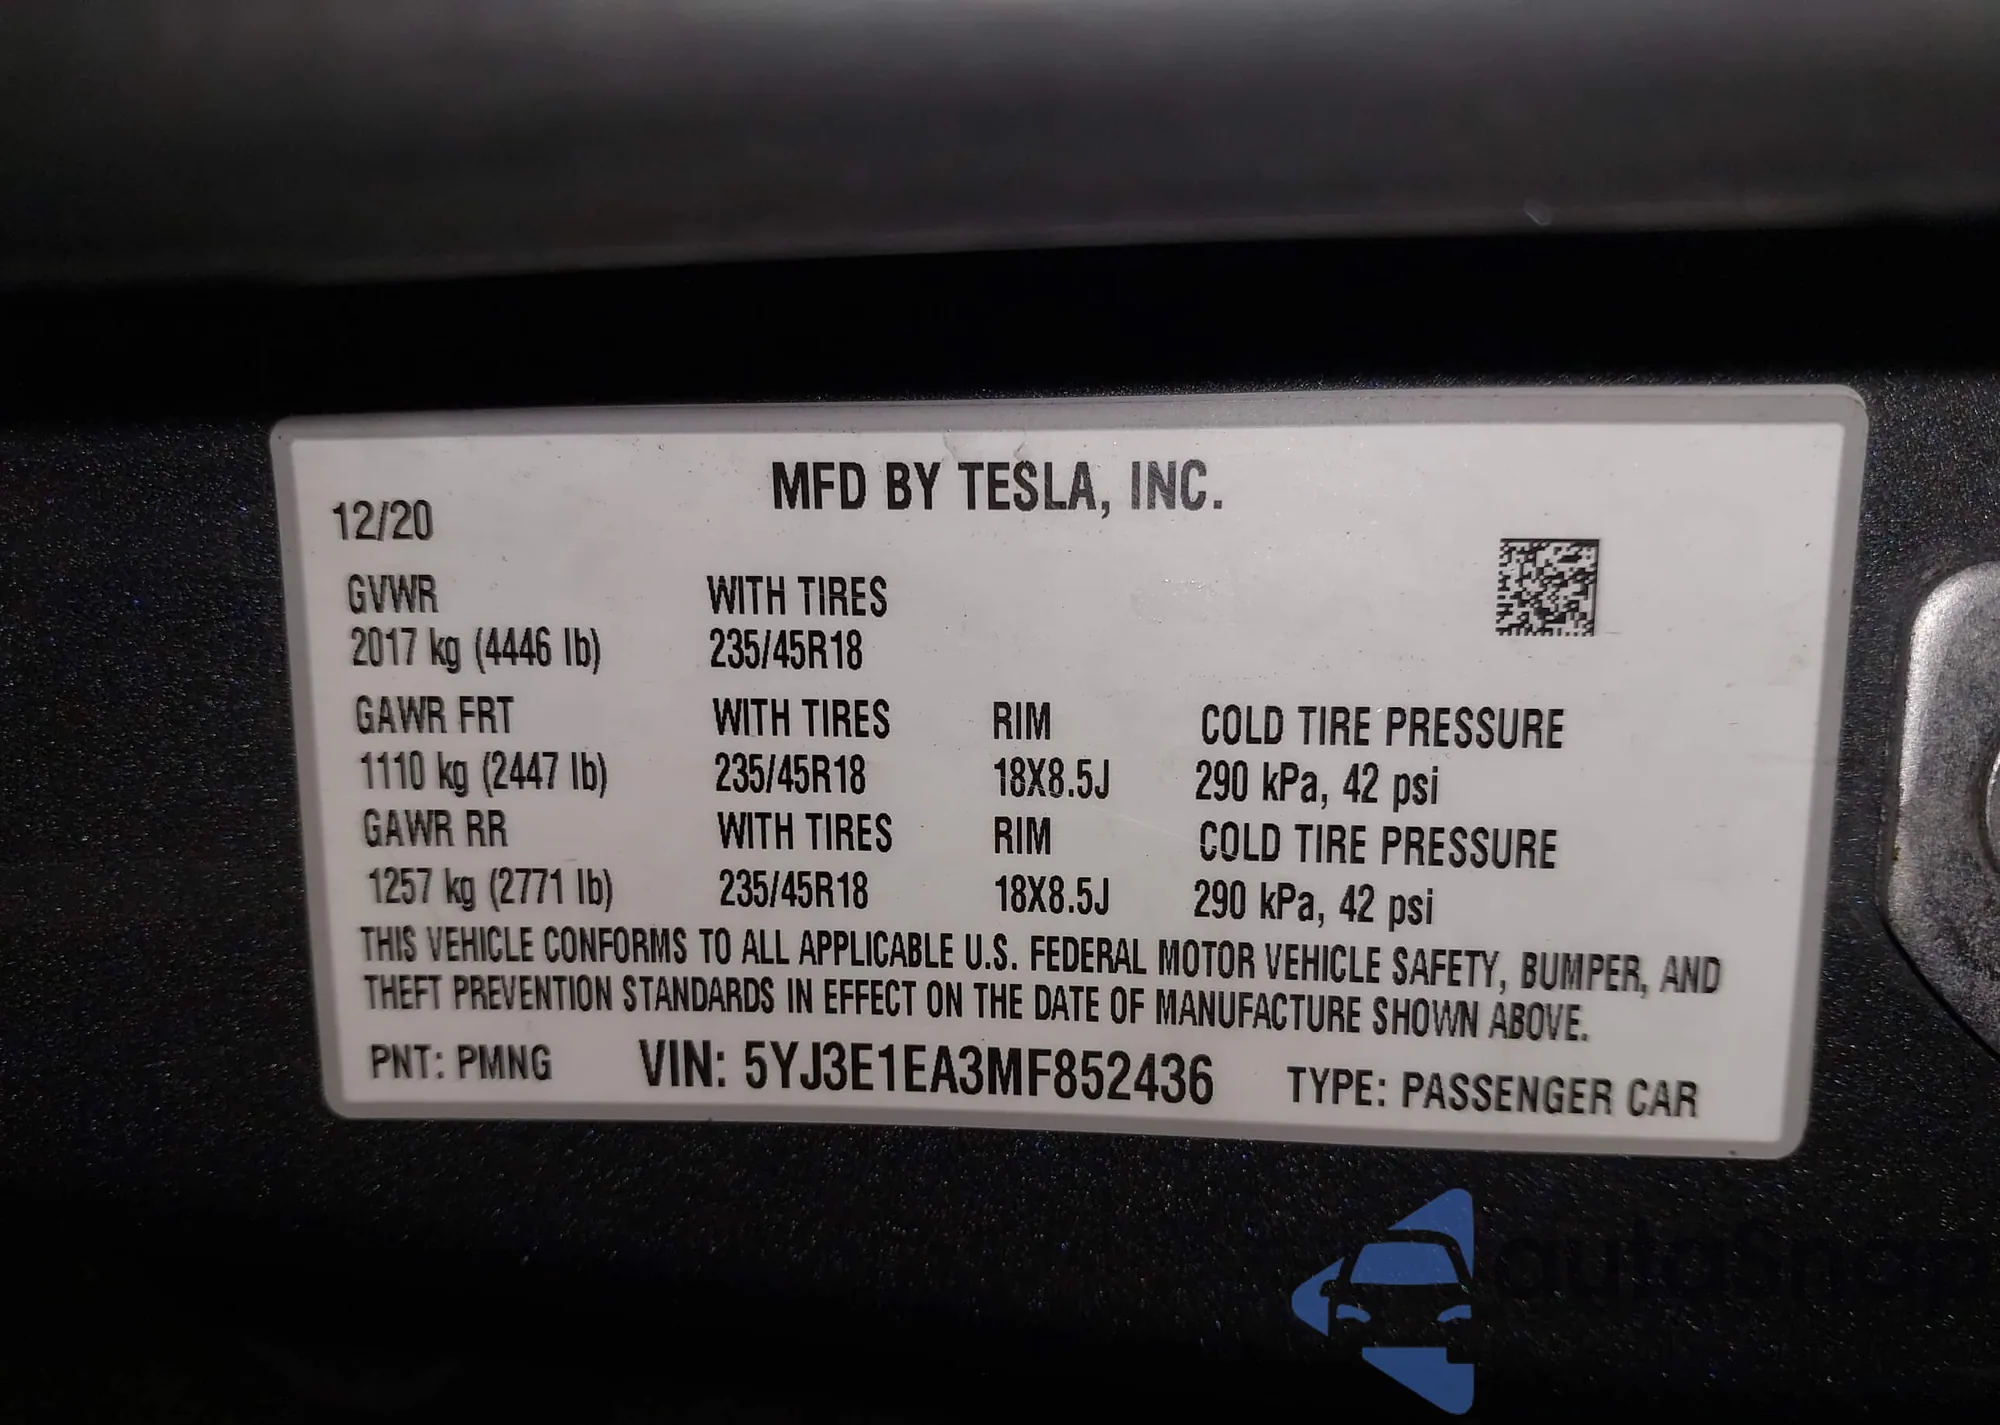 MFD BY TESLA, INC.
12/20
GVWR WITH TIRES
2017 kg (4446 lb) 235/45R18
GAWR FRT WITH TIRES RIM COLD TIRE PRESSURE
1110 kg (2447 lb) 235/45R18 18X8.5J 290 kPa, 42 psi
GAWR RR WITH TIRES RIM COLD TIRE PRESSURE
1257 kg (2771 lb) 235/45R18 18X8.5J 290 kPa, 42 psi
THIS VEHICLE CONFORMS TO ALL APPLICABLE U.S. FEDERAL MOTOR VEHICLE SAFETY, BUMPER, AND
THEFT PREVENTION STANDARDS IN EFFECT ON THE DATE OF MANUFACTURE SHOWN ABOVE.
PNT: PMNG VIN: 5YJ3E1EA3MF852436 TYPE: PASSENGER CAR
autoSnap